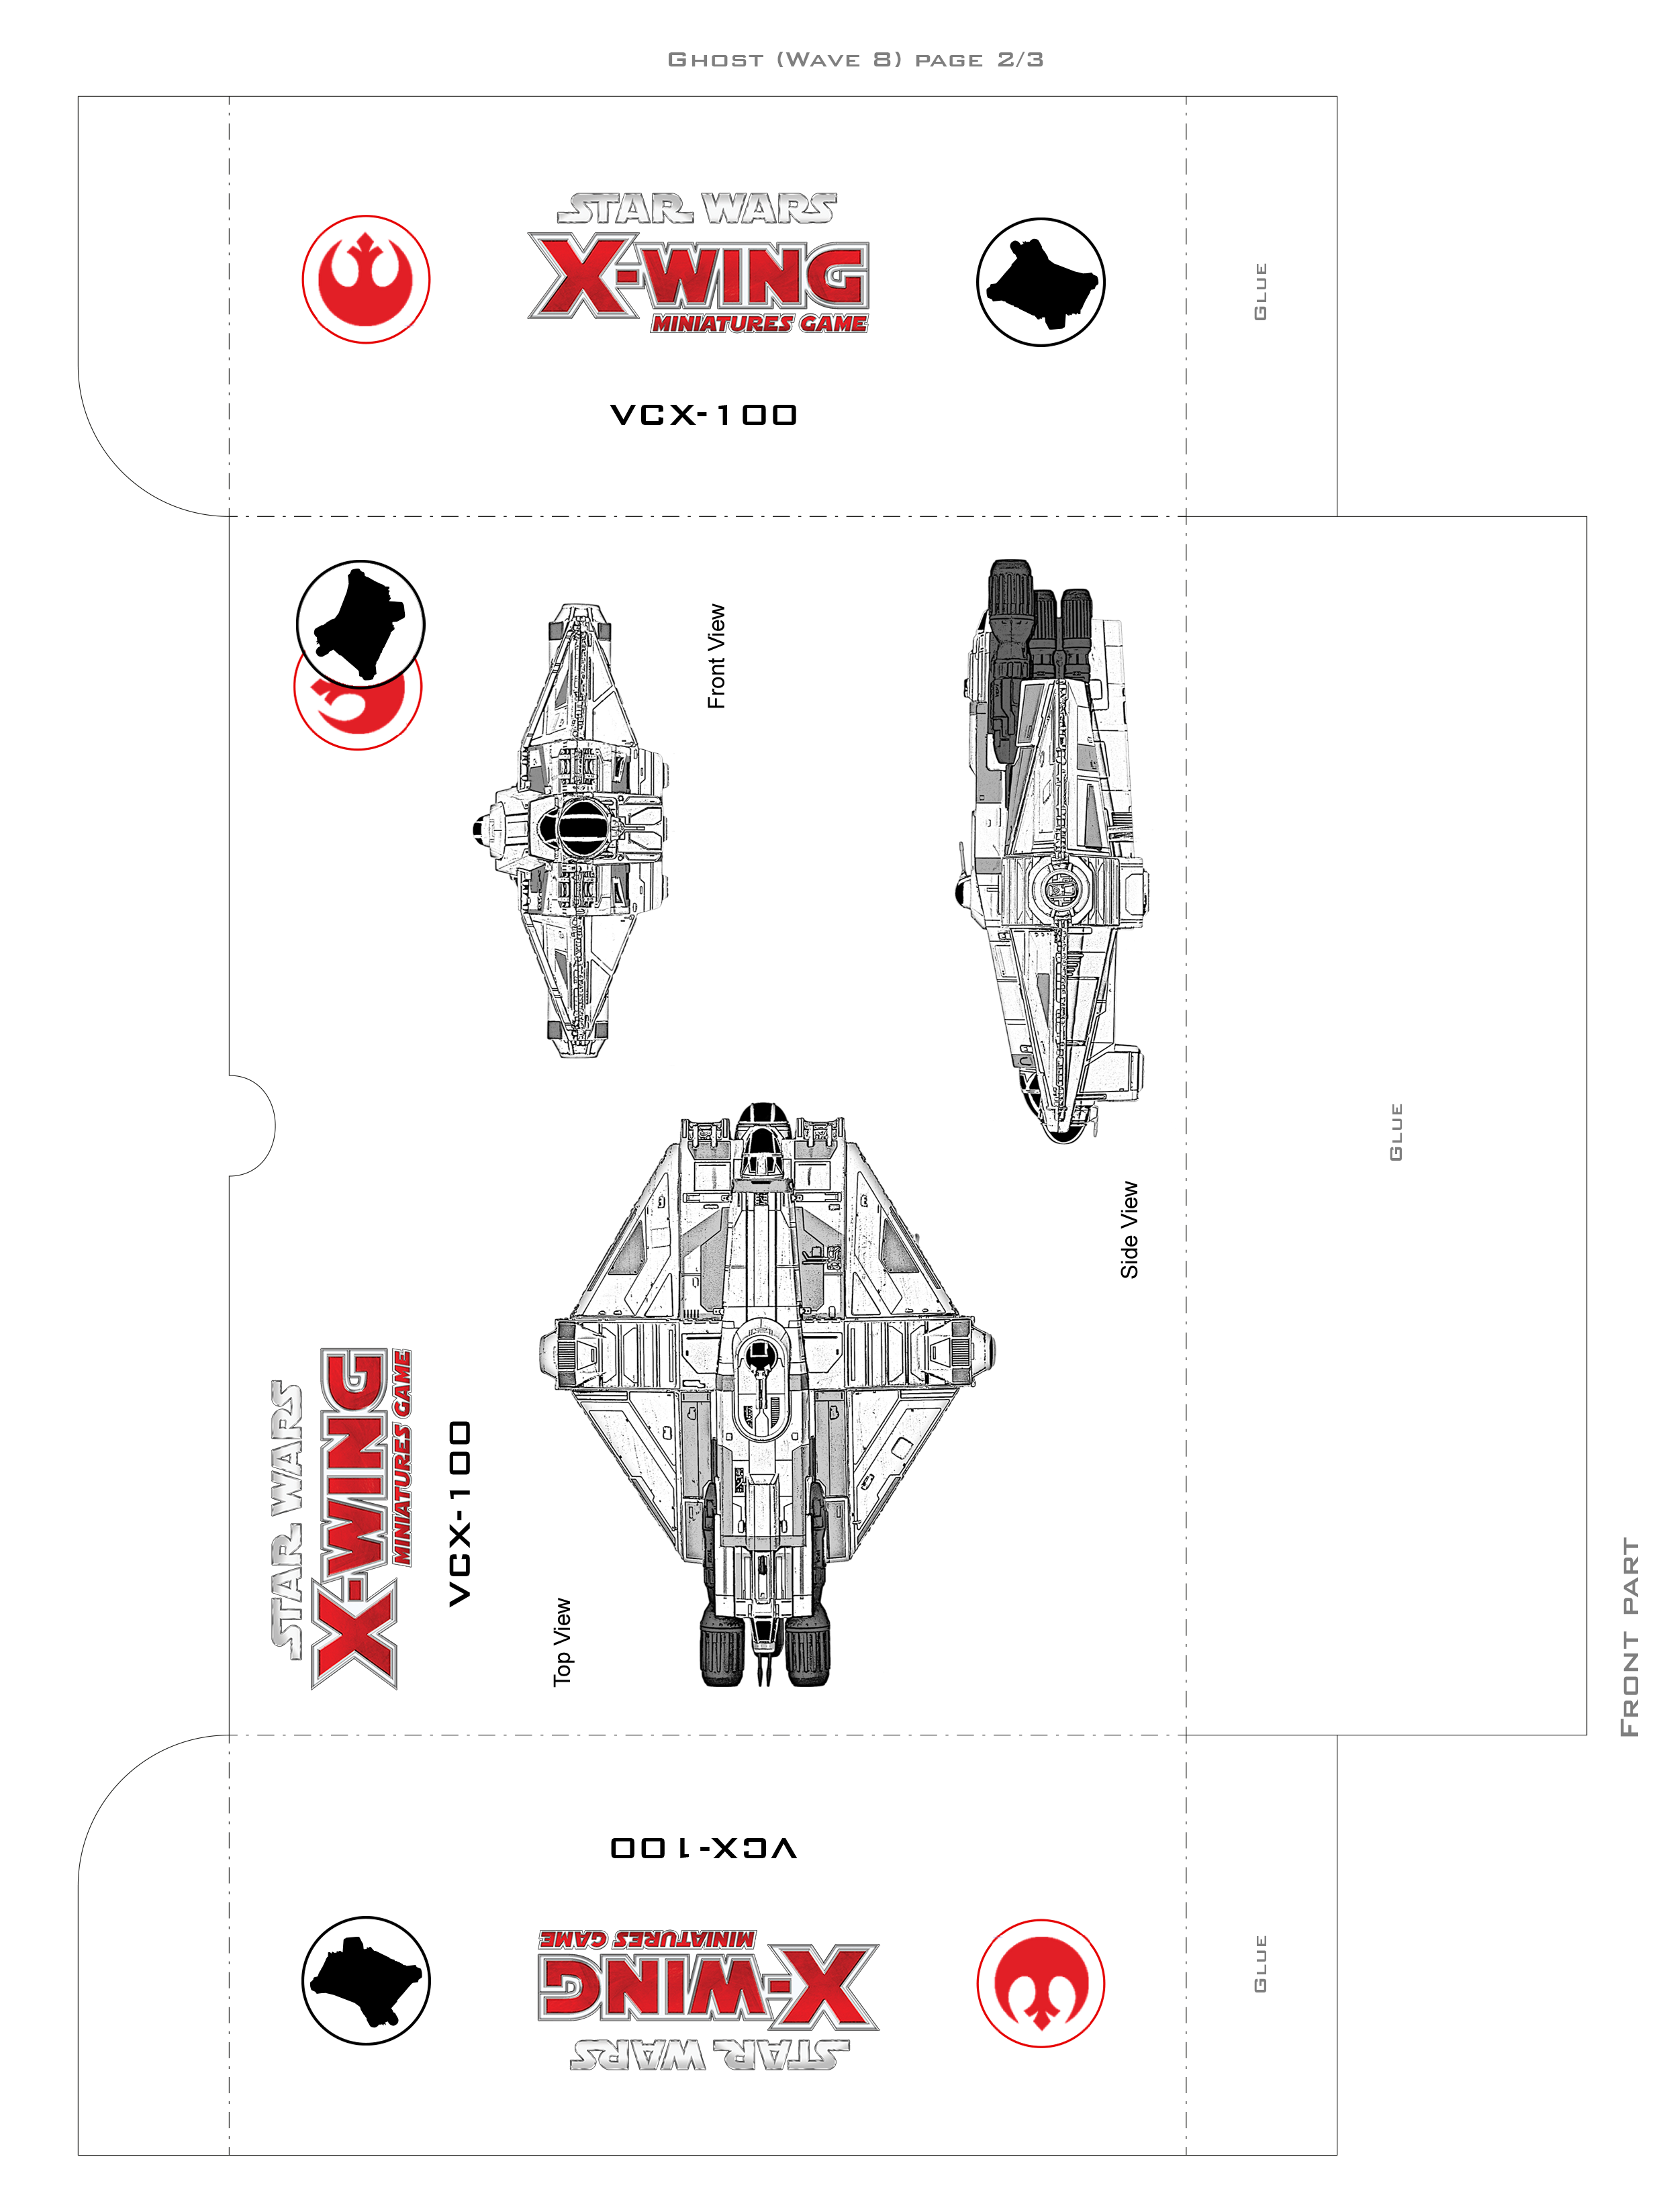 Ghost (Wave 8) page 2/3
STAR WARS
X-WING
MINIATURES GAME
VCX-100
Glue
Front View
Side View
Glue
STAR WARS
X-WING
MINIATURES GAME
VCX-100
Top View
Front part
VCX-100
STAR WARS
X-WING
MINIATURES GAME
Glue